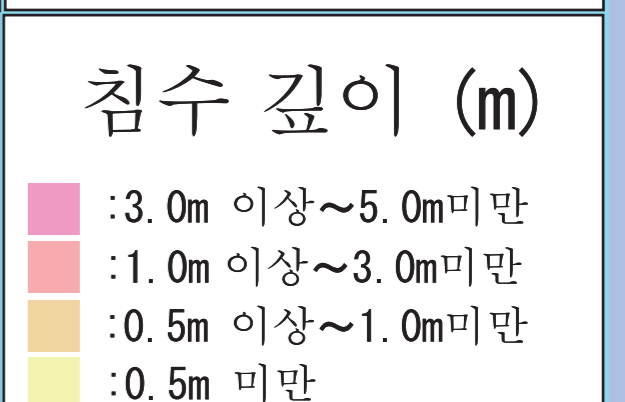 침수 깊이 (m)
:3.0m 이상~5.0m미만
:1.0m 이상~3.0m미만
:0.5m 이상~1.0m미만
:0.5m 미만